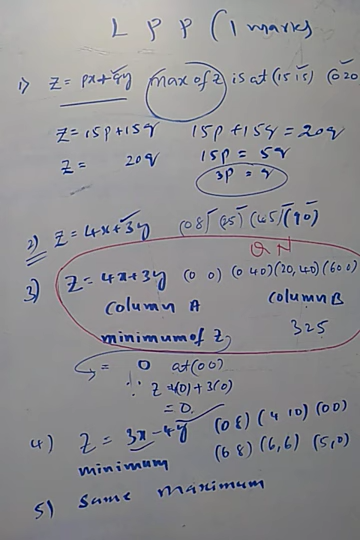 L P P (1 marks
1) Z = px+qy max of z is at (15 15) (0 20
Z = 15p+15q 15p+15q = 20q
Z = 20q 15p = 5q
3p = q
2) Z = 4x+3y (0 8) (2 5) (4 5) (9 0)
Q N
3) Z = 4x+3y (0 0) (0 40) (20, 40) (60 0)
column A column B
minimum of Z, 325
= 0 at (0 0)
∴ Z = 4(0) + 3(0)
= 0.
4) Z = 3x-4y (0 8) (4 10) (0 0)
minimum (6 8) (6,6) (5,0)
5) same maximum